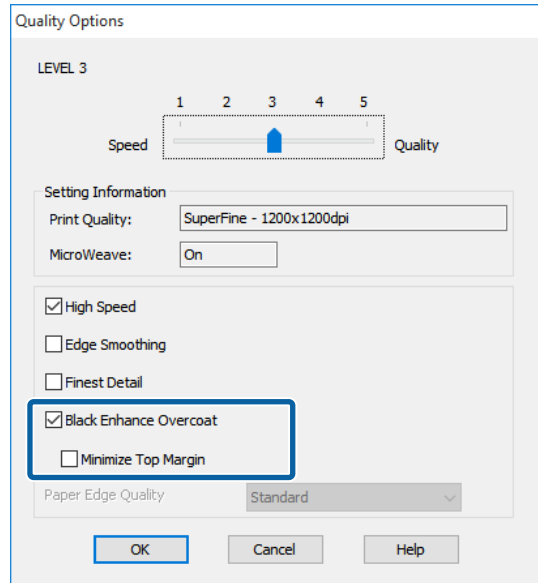 Quality Options
LEVEL 3
1 2 3 4 5
Speed Quality
Setting Information
Print Quality: SuperFine - 1200x1200dpi
MicroWeave: On
High Speed
Edge Smoothing
Finest Detail
Black Enhance Overcoat
Minimize Top Margin
Paper Edge Quality Standard
OK Cancel Help